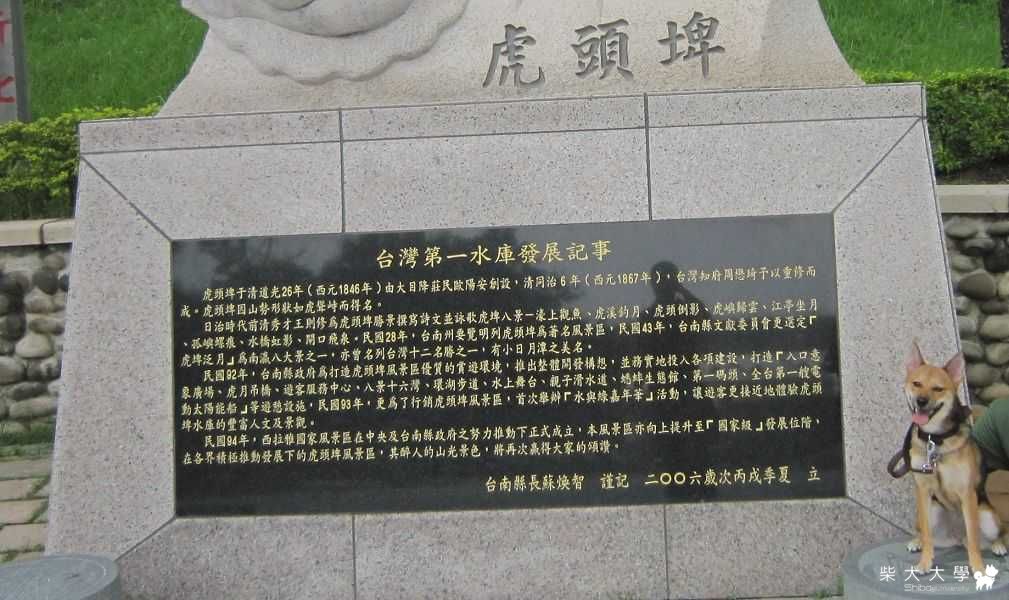 虎頭埤
台灣第一水庫發展記事
虎頭埤于清道光26年（西元1846年）由大目降莊民歐陽安創設，清同治6年（西元1867年），台灣知府周懋琦予以重修而
成。虎頭埤因山勢形狀如虎聳峙而得名。
日治時代前清秀才王則修為虎頭埤勝景撰寫詩文並詠歌虎埤八景－濠上觀魚、虎溪釣月、虎頭倒影、虎嶼歸雲、江亭坐月
、孤嶼螺痕、水橋虹影、閘口飛泉。民國28年，台南州要覽明列虎頭埤為著名風景區，民國43年，台南縣文獻委員會更選定『
虎埤泛月』為南瀛八大景之一，亦曾名列台灣十二名勝之一，有小日月潭之美名。
民國92年，台南縣政府為打造虎頭埤風景區優質的賞遊環境，推出整體開發構想，並務實地投入各項建設，打造『入口意
象廣場、虎月吊橋、遊客服務中心、八景十六灣、環湖步道、水上舞台、親子滑水道、蟋蟀生態館、第一碼頭、全台第一艘電
動太陽能船』等遊憩設施，民國93年，更為了行銷虎頭埤風景區，首次舉辦『水與綠嘉年華』活動，讓遊客更接近地體驗虎頭
埤水庫的豐富人文及景觀。
民國94年，西拉雅國家風景區在中央及台南縣政府之努力推動下正式成立，本風景區亦向上提升至『國家級』發展位階，
在各界積極推動發展下的虎頭埤風景區，其醉人的山光景色，將再次贏得大家的頌讚。
台南縣長蘇煥智 謹記 二〇〇六歲次丙戌季夏 立
柴犬大學
Shiba University